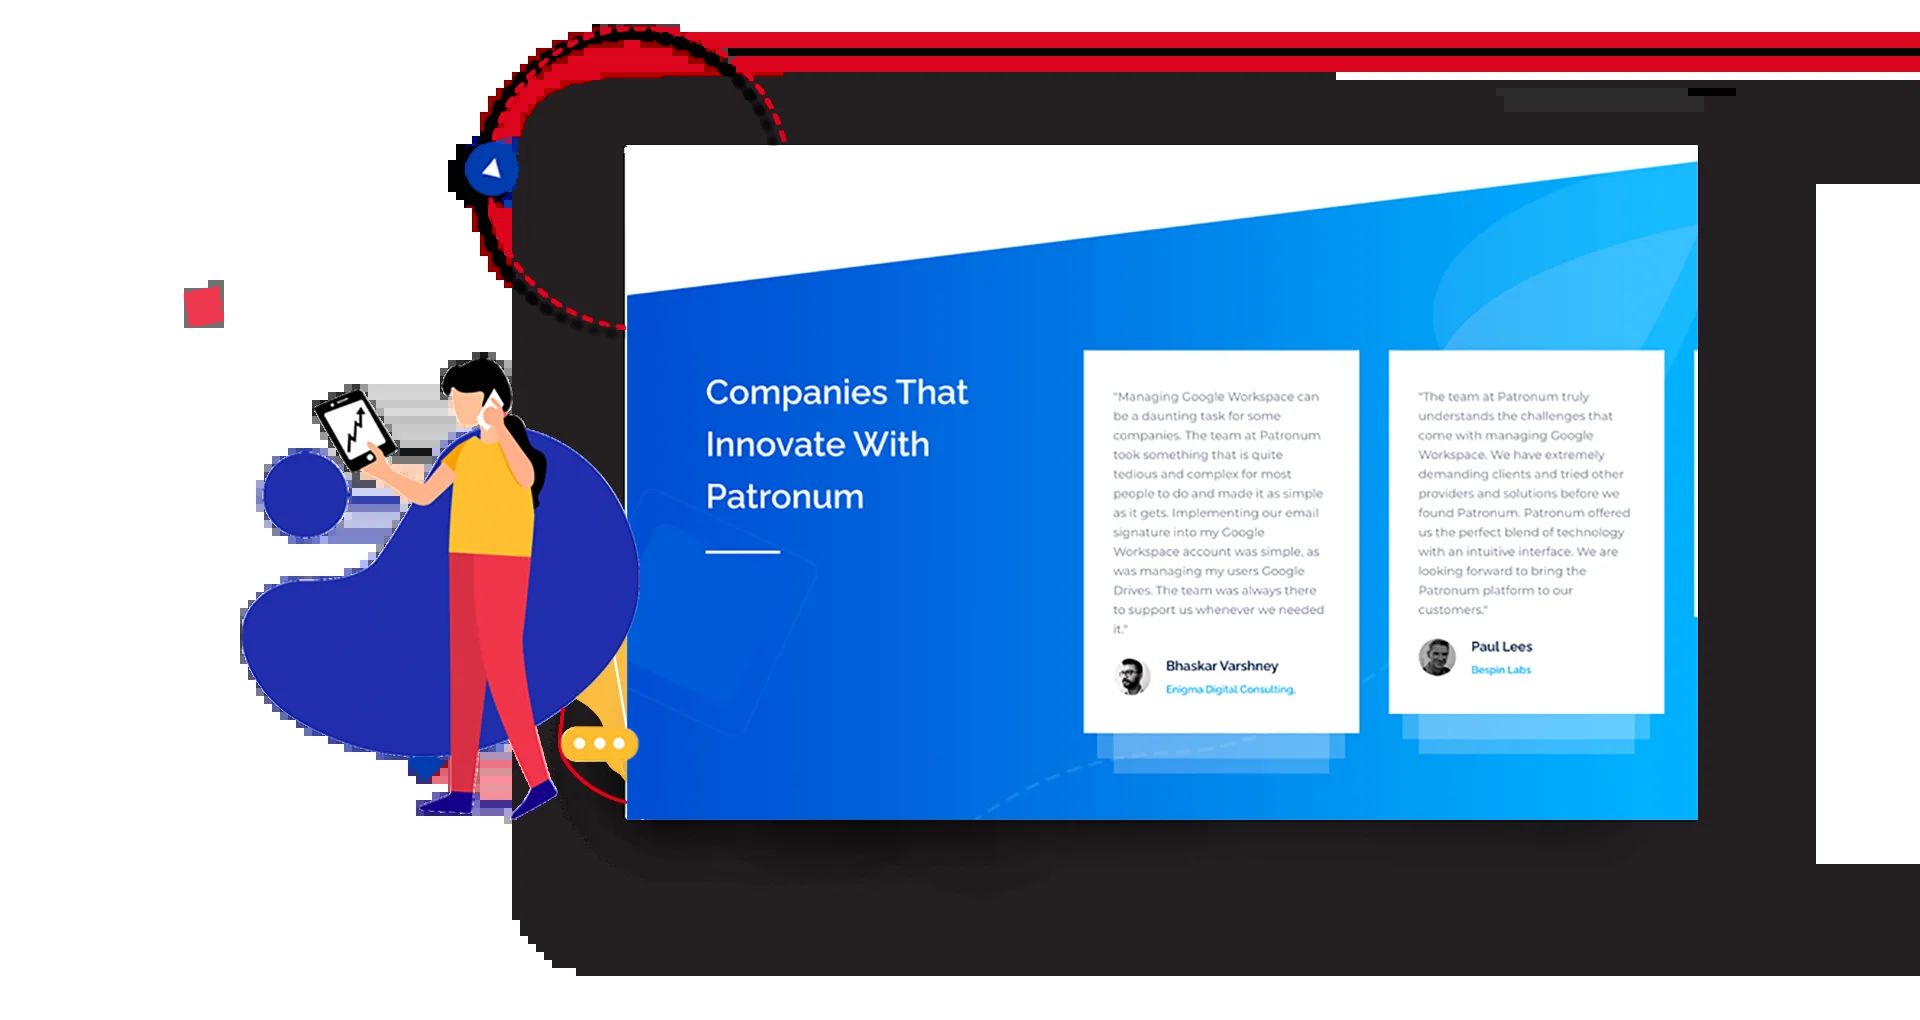 Companies That
Innovate With
Patronum
"Managing Google Workspace can
be a daunting task for some
companies. The team at Patronum
took something that is quite
tedious and complex for most
people to do and made it as simple
as it gets. Implementing our email
signature into my Google
Workspace account was simple, as
was managing my users Google
Drives. The team was always there
to support us whenever we needed
it."
Bhaskar Varshney
Enigma Digital Consulting,
"The team at Patronum truly
understands the challenges that
come with managing Google
Workspace. We have extremely
demanding clients and tried other
providers and solutions before we
found Patronum. Patronum offered
us the perfect blend of technology
with an intuitive interface. We are
looking forward to bring the
Patronum platform to our
customers."
Paul Lees
Bespin Labs